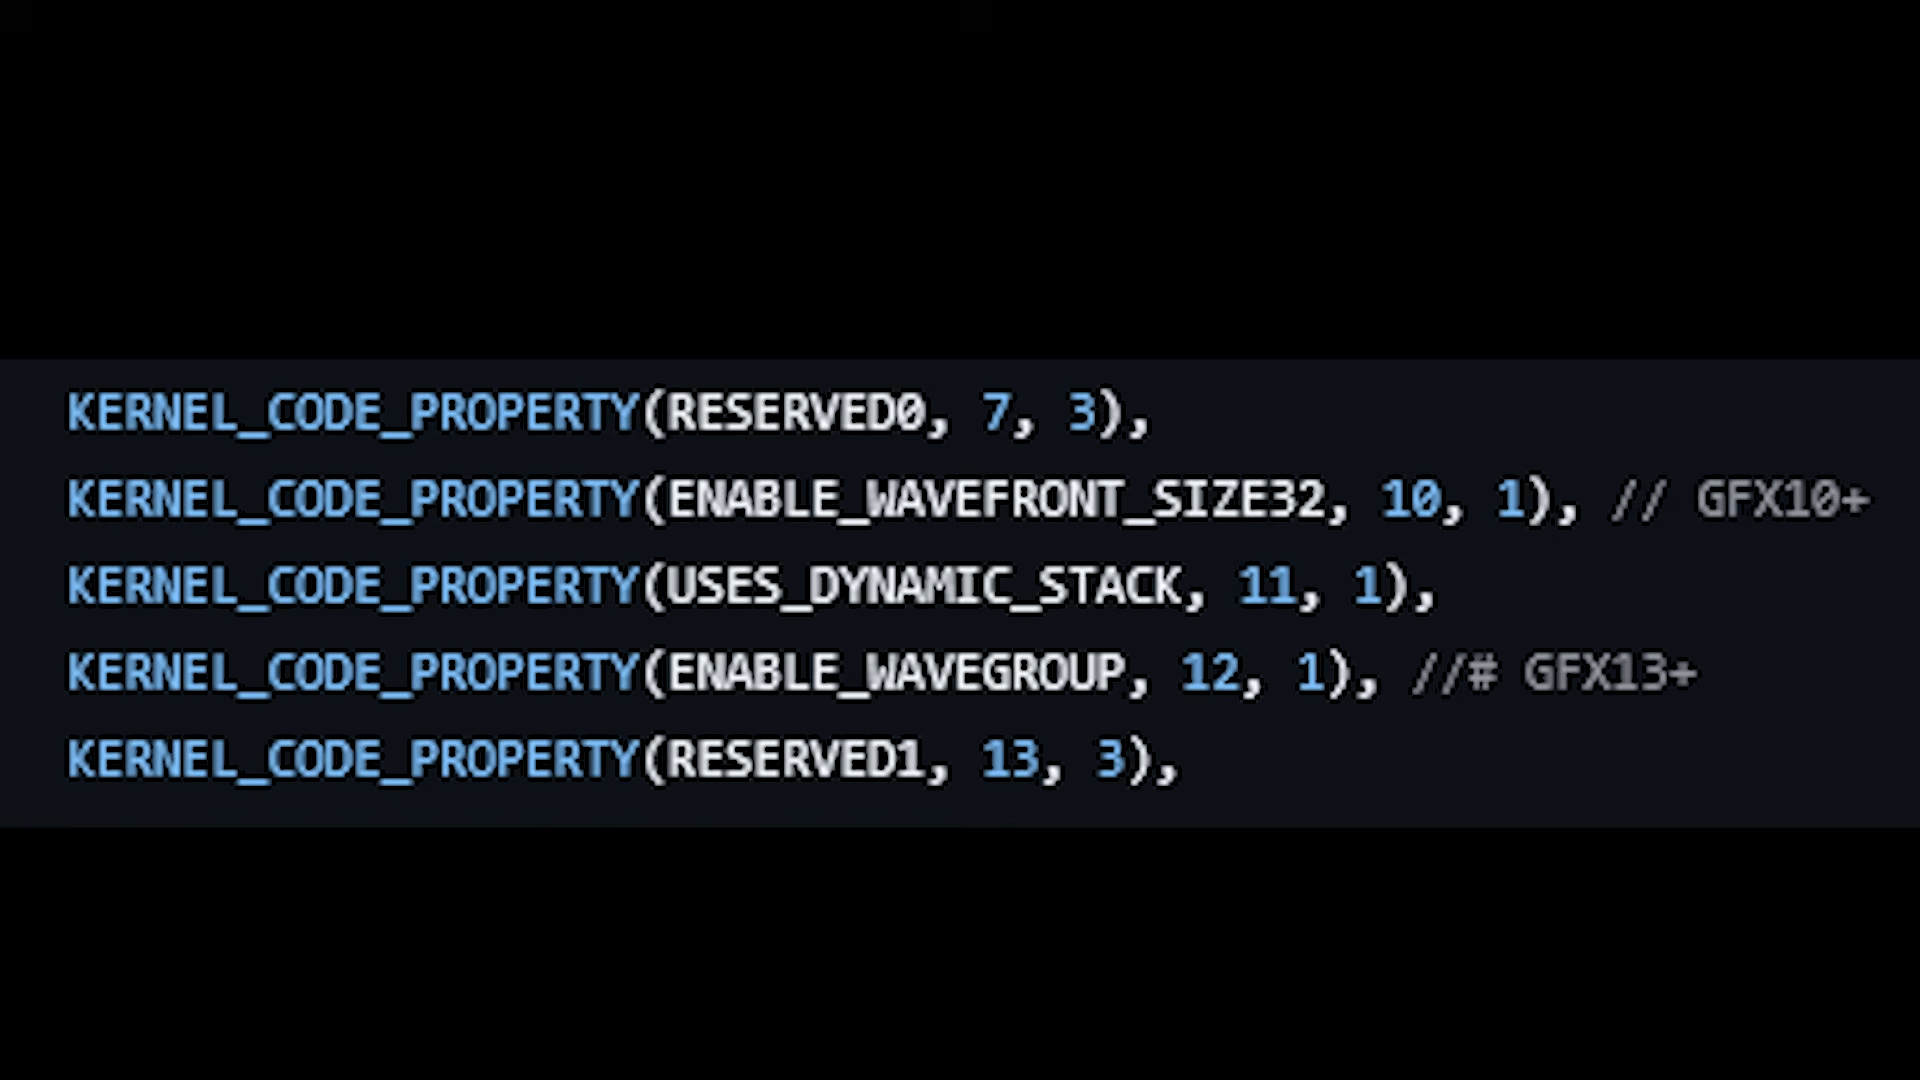 KERNEL_CODE_PROPERTY(RESERVED0, 7, 3),
KERNEL_CODE_PROPERTY(ENABLE_WAVEFRONT_SIZE32, 10, 1), // GFX10+
KERNEL_CODE_PROPERTY(USES_DYNAMIC_STACK, 11, 1),
KERNEL_CODE_PROPERTY(ENABLE_WAVEGROUP, 12, 1), //# GFX13+
KERNEL_CODE_PROPERTY(RESERVED1, 13, 3),